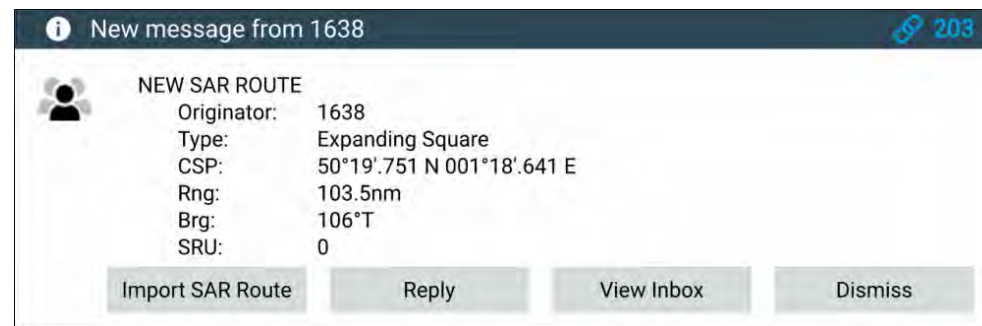 New message from 1638 203
NEW SAR ROUTE
Originator: 1638
Type: Expanding Square
CSP: 50°19'.751 N 001°18'.641 E
Rng: 103.5nm
Brg: 106°T
SRU: 0
Import SAR Route Reply View Inbox Dismiss